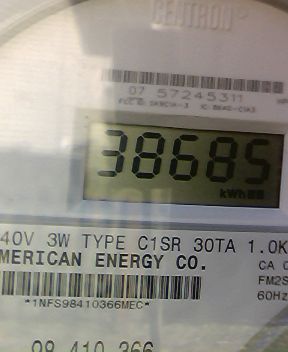 CENTRON®
07 57245311
38685
kWh
40V 3W TYPE C1SR 30TA 1.0K
MERICAN ENERGY CO.
CA 0
FM2S
*1NFS98410366MEC*
60Hz
98 410 366